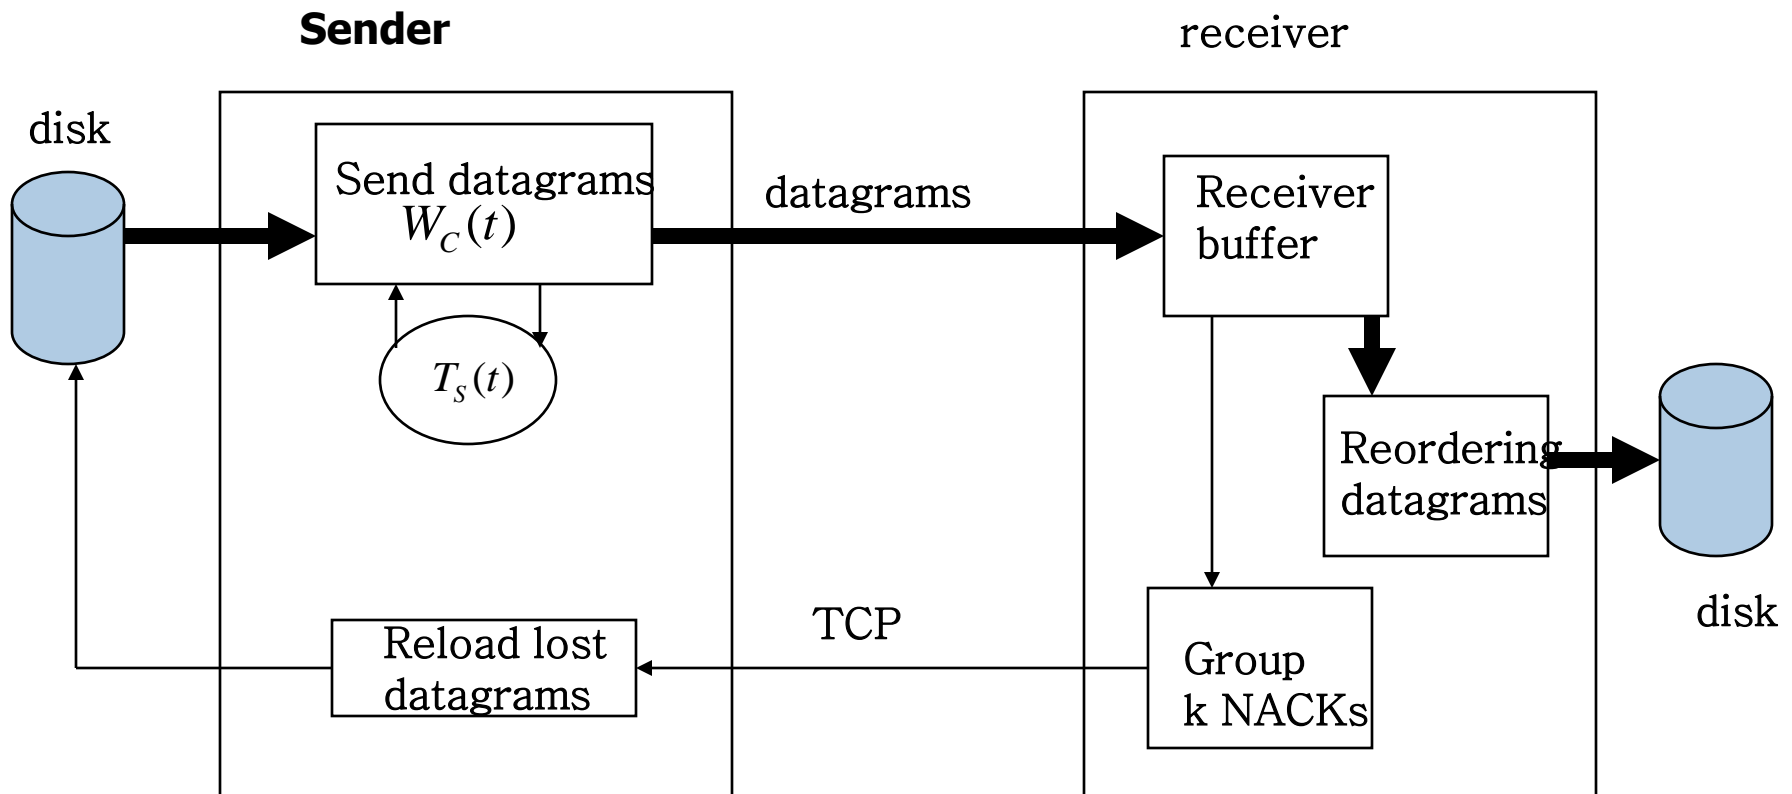 Sender
receiver
disk
Send datagrams
W_C(t)
datagrams
Receiver
buffer
T_S(t)
Reordering
datagrams
disk
TCP
Reload lost
datagrams
Group
k NACKs